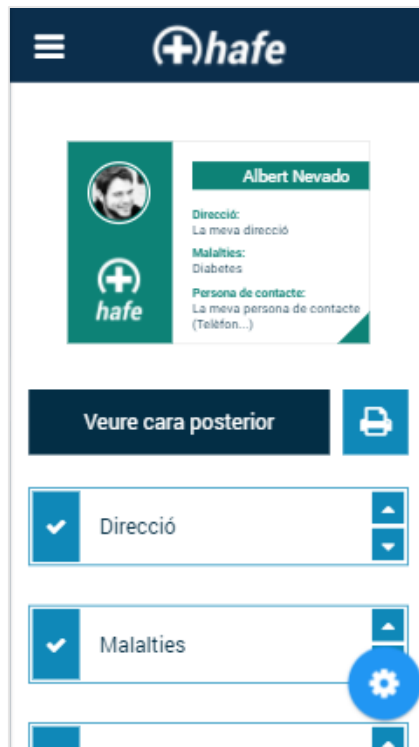 hafe
Albert Nevado
Direcció:
La meva direcció
Malalties:
Diabetes
Persona de contacte:
La meva persona de contacte
(Telèfon...)
hafe
Veure cara posterior
Direcció
Malalties